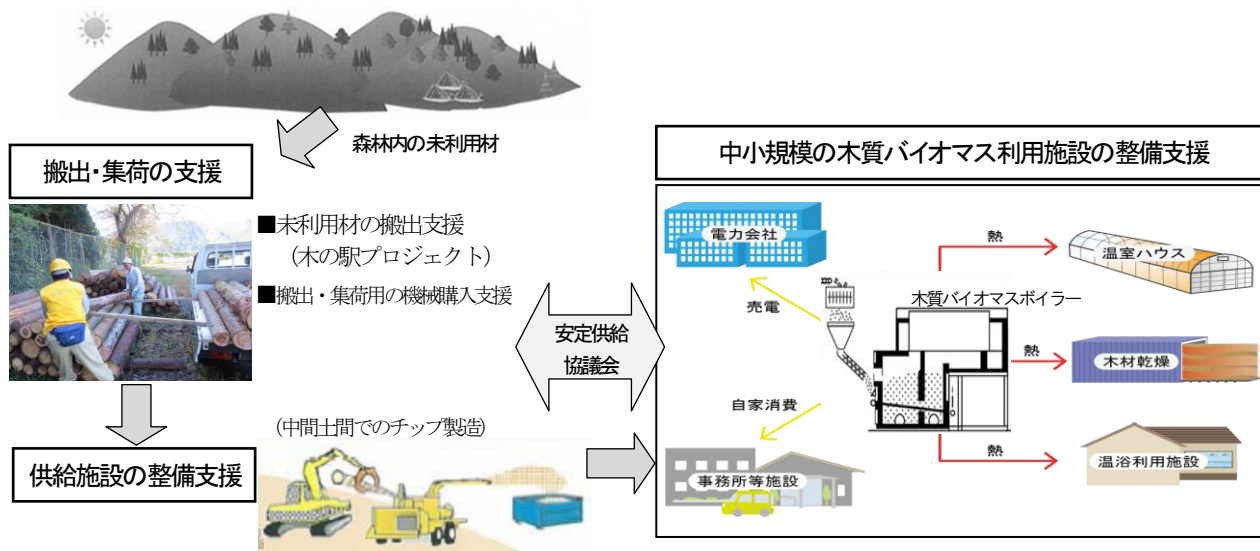 森林内の未利用材
搬出・集荷の支援
■未利用材の搬出支援
（木の駅プロジェクト）
■搬出・集荷用の機械購入支援
安定供給
協議会
供給施設の整備支援
（中間土間でのチップ製造）
中小規模の木質バイオマス利用施設の整備支援
電力会社
売電
自家消費
事務所等施設
木質バイオマスボイラー
熱
温室ハウス
熱
木材乾燥
熱
温浴利用施設